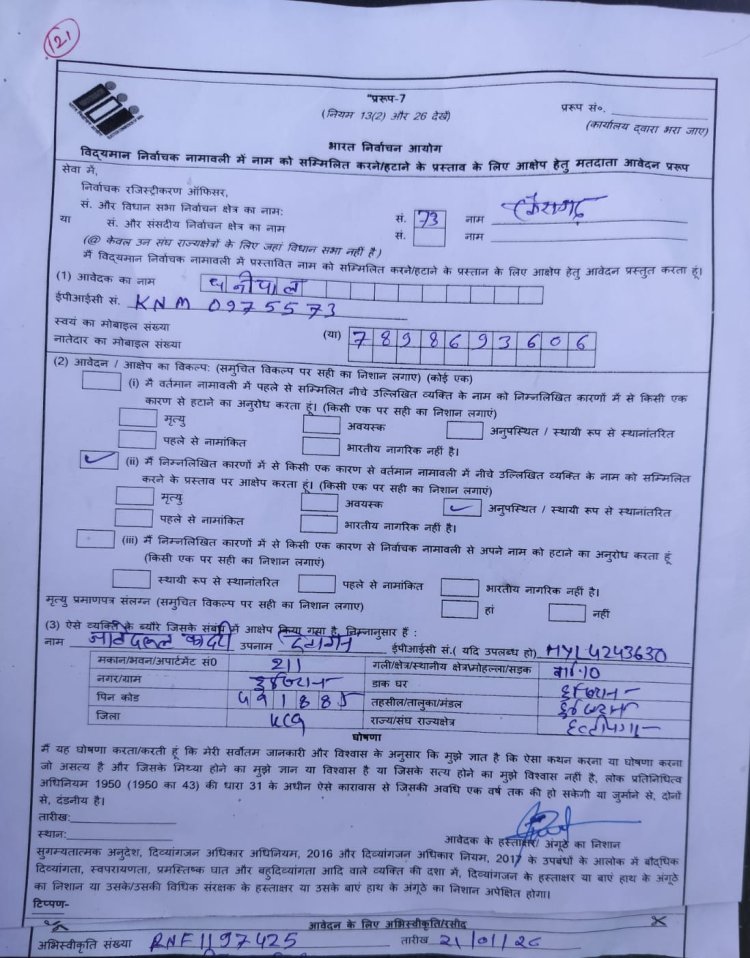 121
"प्ररूप-7
(नियम 13(2) और 26 देखें)
प्ररूप सं०.
(कार्यालय द्वारा भरा जाए)
भारत निर्वाचन आयोग
विद्यमान निर्वाचक नामावली में नाम को सम्मिलित करने/हटाने के प्रस्ताव के लिए आक्षेप हेतु मतदाता आवेदन प्ररूप
सेवा में,
निर्वाचक रजिस्ट्रीकरण ऑफिसर,
सं. और विधान सभा निर्वाचन क्षेत्र का नाम: सं. 73 नाम खैरागढ़
या सं. और संसदीय निर्वाचन क्षेत्र का नाम सं. नाम
(@ केवल उन संघ राज्यक्षेत्रों के लिए जहां विधान सभा नहीं है)
मैं विद्यमान निर्वाचक नामावली में प्रस्तावित नाम को सम्मिलित करने/हटाने के प्रस्तान के लिए आक्षेप हेतु आवेदन प्रस्तुत करता हूं|
(1) आवेदक का नाम
ईपीआईसी सं. KNM 0975573
स्वयं का मोबाइल संख्या
नातेदार का मोबाइल संख्या (या) 7898693606
(2) आवेदन / आक्षेप का विकल्प: (समुचित विकल्प पर सही का निशान लगाए) (कोई एक)
(i) मै वर्तमान नामावली में पहले से सम्मिलित नीचे उल्लिखित व्यक्ति के नाम को निम्नलिखित कारणों में से किसी एक
कारण से हटाने का अनुरोध करता हूं। (किसी एक पर सही का निशान लगाएं)
मृत्यु अवयस्क अनुपस्थित / स्थायी रूप से स्थानांतरित
पहले से नामांकित भारतीय नागरिक नहीं है।
✓ (ii) मैं निम्नलिखित कारणों में से किसी एक कारण से वर्तमान नामावली में नीचे उल्लिखित व्यक्ति के नाम को सम्मिलित
करने के प्रस्ताव पर आक्षेप करता हूं। (किसी एक पर सही का निशान लगाएं)
मृत्यु अवयस्क ✓ अनुपस्थित / स्थायी रूप से स्थानांतरित
पहले से नामांकित भारतीय नागरिक नहीं है।
(iii) मैं निम्नलिखित कारणों में से किसी एक कारण से निर्वाचक नामावली से अपने नाम को हटाने का अनुरोध करता हूं
(किसी एक पर सही का निशान लगाएं)
स्थायी रूप से स्थानांतरित पहले से नामांकित भारतीय नागरिक नहीं है।
मृत्यु प्रमाणपत्र संलग्न (समुचित विकल्प पर सही का निशान लगाए) हां नहीं
(3) ऐसे व्यक्ति के ब्यौरे जिसके संबंध में आक्षेप किया गया है, निम्नानुसार हैं :
नाम उपनाम ईपीआईसी सं.( यदि उपलब्ध हो) HYI 4243630
मकान/भवन/अपार्टमेंट सं0 211 गली/क्षेत्र/स्थानीय क्षेत्र\मोहल्ला/सड़क वार्ड-10
नगर/ग्राम डाक घर
पिन कोड 491885 तहसील/तालुका/मंडल
जिला KCG राज्य/संघ राज्यक्षेत्र
घोषणा
मैं यह घोषणा करता/करती हूं कि मेरी सर्वोतम जानकारी और विश्वास के अनुसार कि मुझे ज्ञात है कि ऐसा कथन करना या घोषणा करना
जो असत्य है और जिसके मिथ्या होने का मुझे ज्ञान या विश्वास है या जिसके सत्य होने का मुझे विश्वास नहीं है, लोक प्रतिनिधित्व
अधिनियम 1950 (1950 का 43) की धारा 31 के अधीन ऐसे कारावास से जिसकी अवधि एक वर्ष तक की हो सकेगी या जुर्माने से, दोनों
से, दंडनीय है।
तारीख:
स्थान: आवेदक के हस्ताक्षर/ अंगूठे का निशान
सुगम्यतात्मक अनुदेश, दिव्यांगजन अधिकार अधिनियम, 2016 और दिव्यांगजन अधिकार नियम, 2017 के उपबंधों के आलोक में बौदधिक
दिव्यांगता, स्वपरायणता, प्रमस्तिष्क घात और बहुदिव्यांगता आदि वाले व्यक्ति की दशा में, दिव्यांगजन के हस्ताक्षर या बाएं हाथ के अंगूठे
का निशान या उसके/उसकी विधिक संरक्षक के हस्ताक्षर या उसके बाएं हाथ के अंगूठे का निशान अपेक्षित होगा।
टिप्पण-
आवेदन के लिए अभिस्वीकृति/रसीद
अभिस्वीकृति संख्या RNF1197425 तारीख 21/01/26